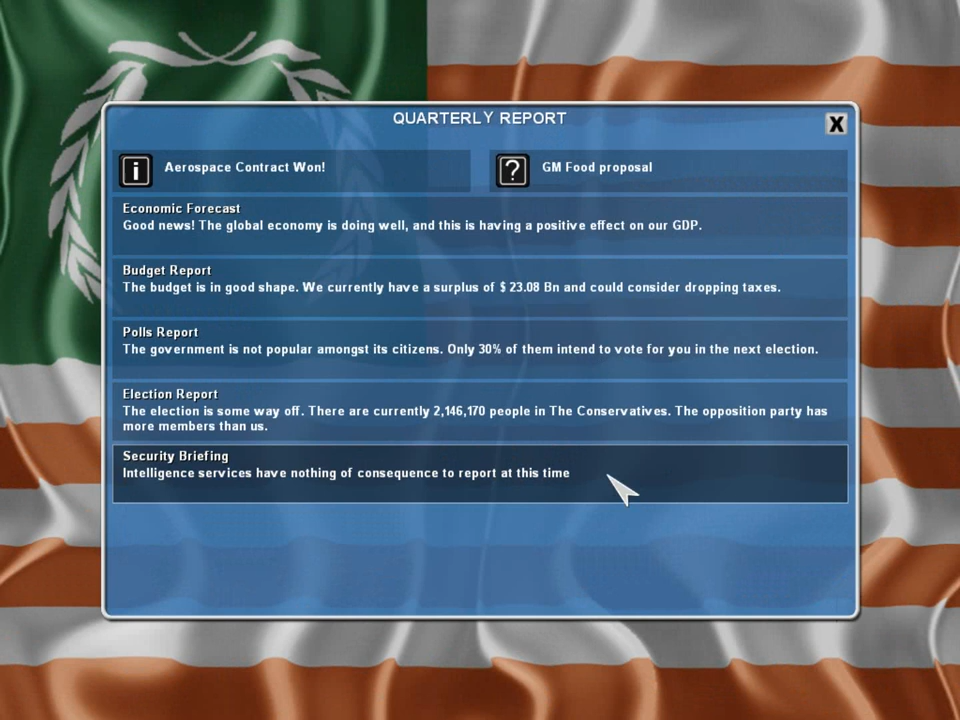 QUARTERLY REPORT
X
i Aerospace Contract Won!
? GM Food proposal
Economic Forecast
Good news! The global economy is doing well, and this is having a positive effect on our GDP.
Budget Report
The budget is in good shape. We currently have a surplus of $ 23.08 Bn and could consider dropping taxes.
Polls Report
The government is not popular amongst its citizens. Only 30% of them intend to vote for you in the next election.
Election Report
The election is some way off. There are currently 2,146,170 people in The Conservatives. The opposition party has
more members than us.
Security Briefing
Intelligence services have nothing of consequence to report at this time